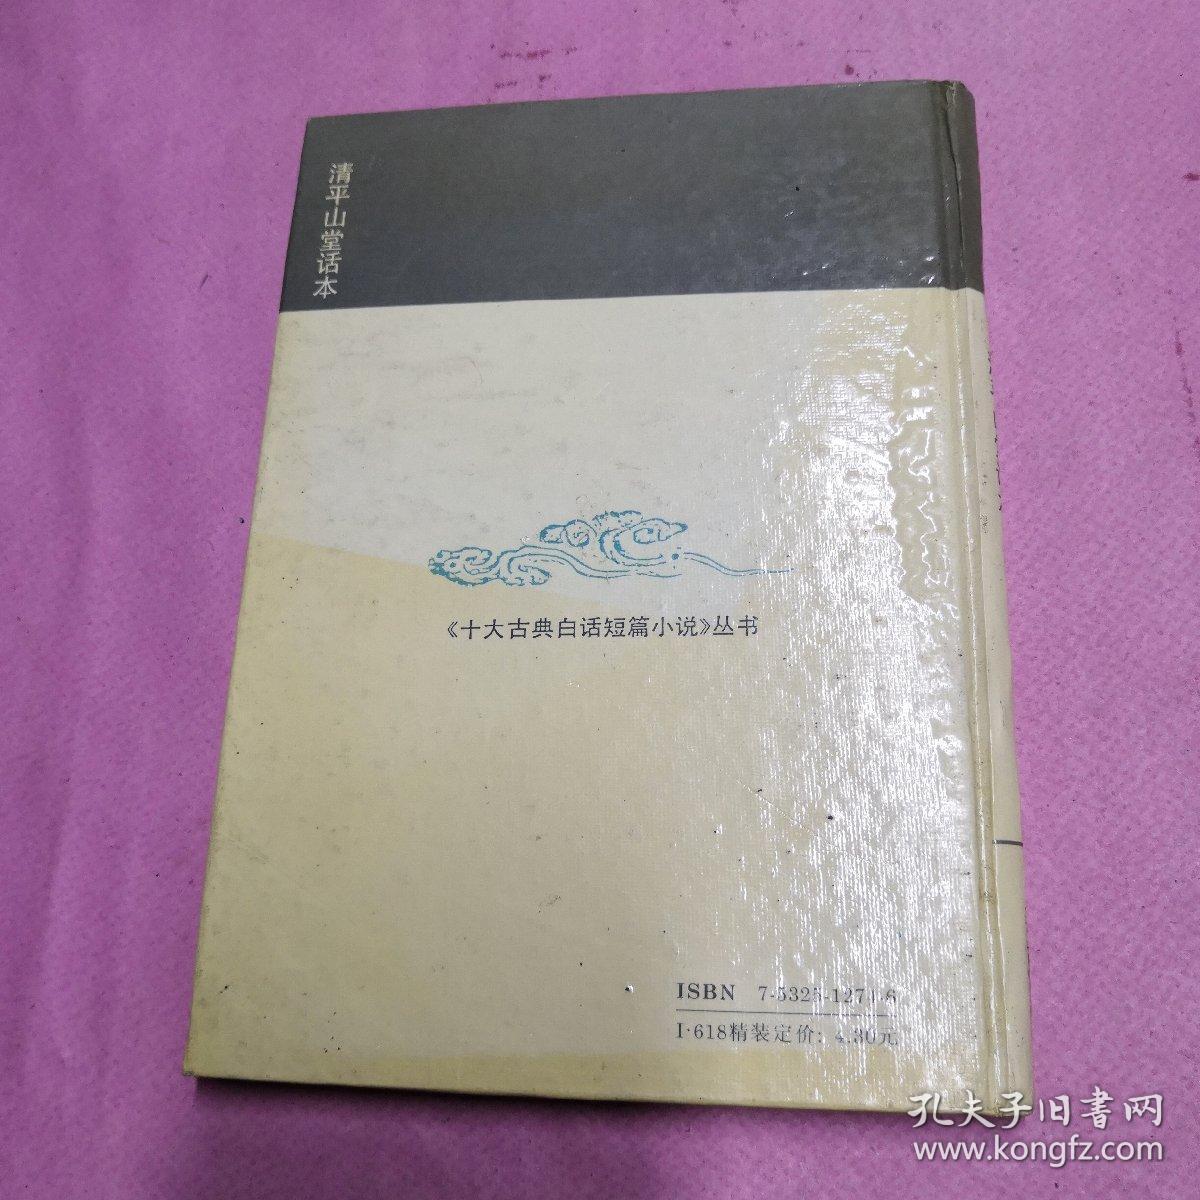 清平山堂话本
《十大古典白话短篇小说》丛书
ISBN 7-5325-1274-6
I·618精装定价: 4.30元
孔夫子旧書网
www.kongfz.com